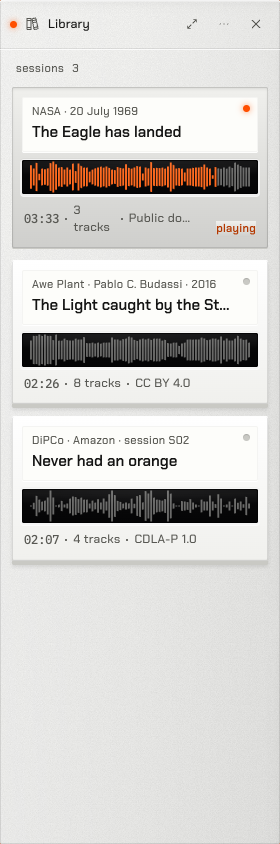 Library
sessions 3
NASA · 20 July 1969
The Eagle has landed
03:33 · 3 tracks · Public do...
playing
Awe Plant · Pablo C. Budassi · 2016
The Light caught by the St...
02:26 · 8 tracks · CC BY 4.0
DiPCo · Amazon · session S02
Never had an orange
02:07 · 4 tracks · CDLA-P 1.0